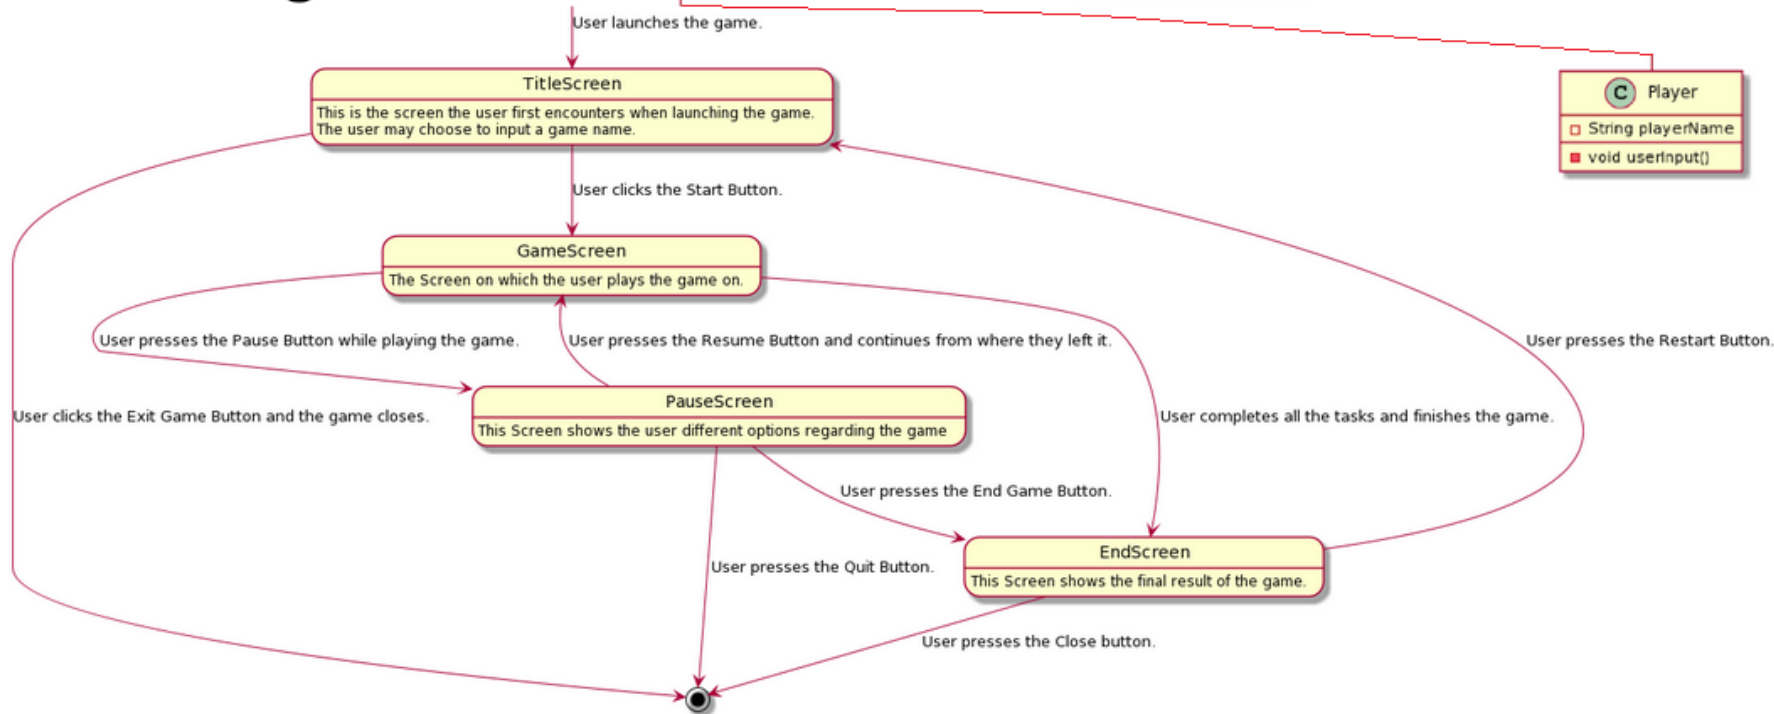 User launches the game.
TitleScreen
This is the screen the user first encounters when launching the game.
The user may choose to input a game name.
C Player
String playerName
void userInput()
User clicks the Start Button.
GameScreen
The Screen on which the user plays the game on.
User presses the Pause Button while playing the game.
User presses the Resume Button and continues from where they left it.
User presses the Restart Button.
PauseScreen
This Screen shows the user different options regarding the game
User clicks the Exit Game Button and the game closes.
User completes all the tasks and finishes the game.
User presses the End Game Button.
EndScreen
This Screen shows the final result of the game.
User presses the Quit Button.
User presses the Close button.